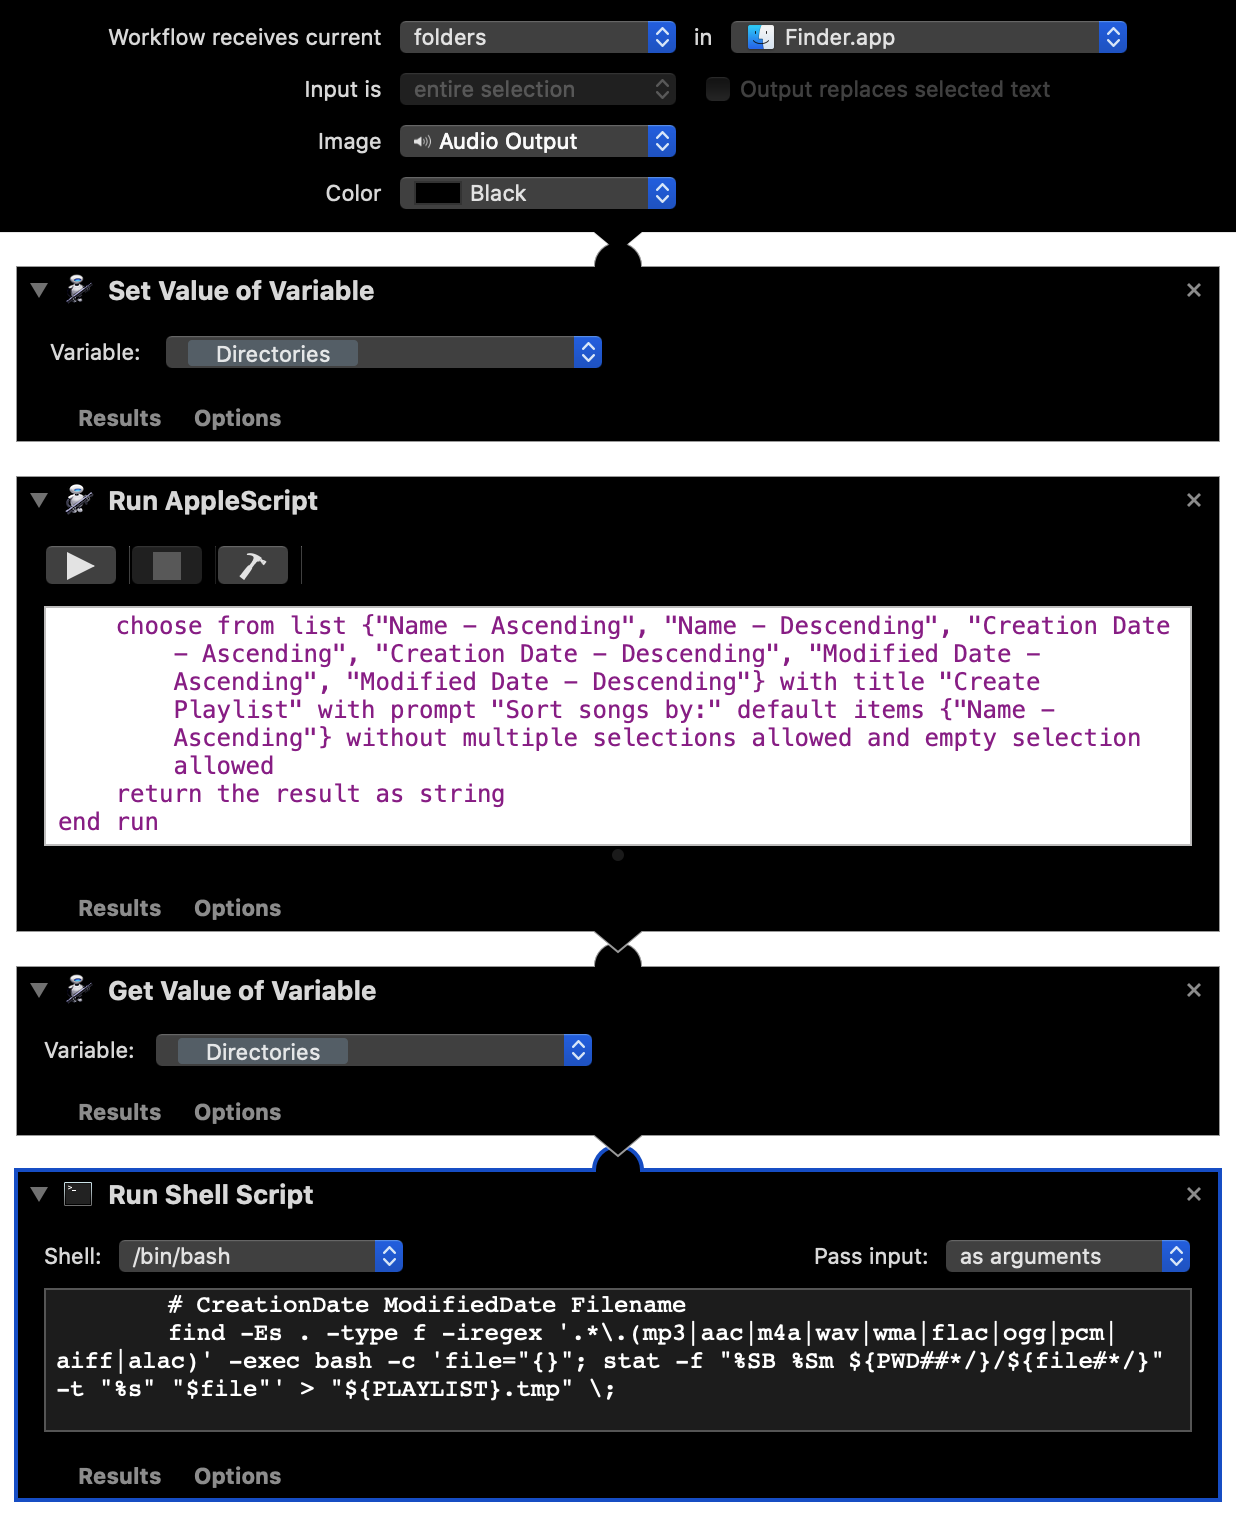 Workflow receives current folders in Finder.app
Input is entire selection Output replaces selected text
Image Audio Output
Color Black
Set Value of Variable
Variable: Directories
Results Options
Run AppleScript
choose from list {"Name – Ascending", "Name – Descending", "Creation Date
– Ascending", "Creation Date – Descending", "Modified Date –
Ascending", "Modified Date – Descending"} with title "Create
Playlist" with prompt "Sort songs by:" default items {"Name –
Ascending"} without multiple selections allowed and empty selection
allowed
return the result as string
end run
Results Options
Get Value of Variable
Variable: Directories
Results Options
Run Shell Script
Shell: /bin/bash Pass input: as arguments
# CreationDate ModifiedDate Filename
find -Es . -type f -iregex '.*\.(mp3|aac|m4a|wav|wma|flac|ogg|pcm|
aiff|alac)' -exec bash -c 'file="{}"; stat -f "%SB %Sm ${PWD##*/}/${file#*/}"
-t "%s" "$file"' > "${PLAYLIST}.tmp" \;
Results Options